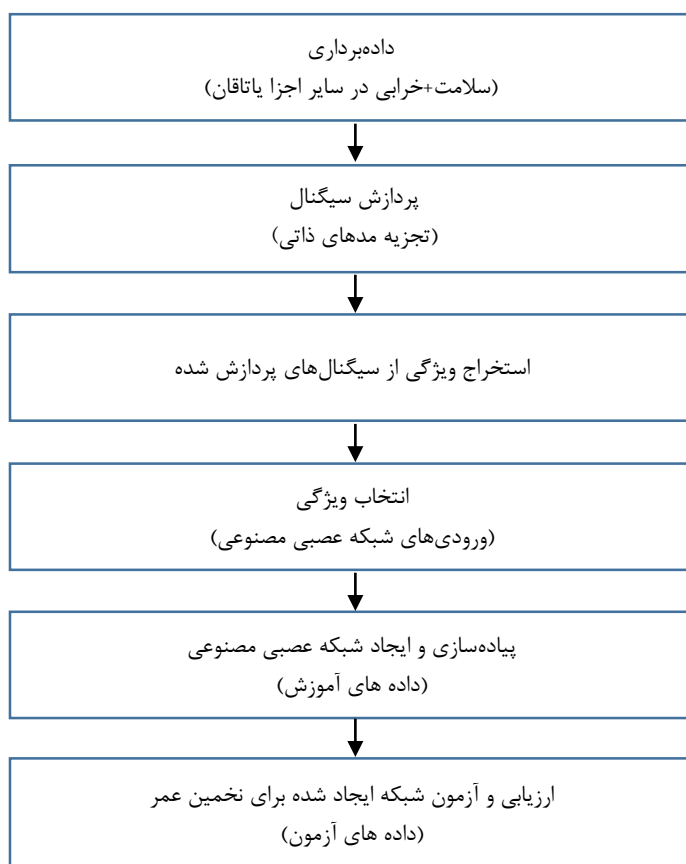 داده‌برداری
(سلامت+خرابی در سایر اجزا یاتاقان)
پردازش سیگنال
(تجزیه مدهای ذاتی)
استخراج ویژگی از سیگنال‌های پردازش شده
انتخاب ویژگی
(ورودی‌های شبکه عصبی مصنوعی)
پیاده‌سازی و ایجاد شبکه عصبی مصنوعی
(داده های آموزش)
ارزیابی و آزمون شبکه ایجاد شده برای نخمین عمر
(داده های آزمون)